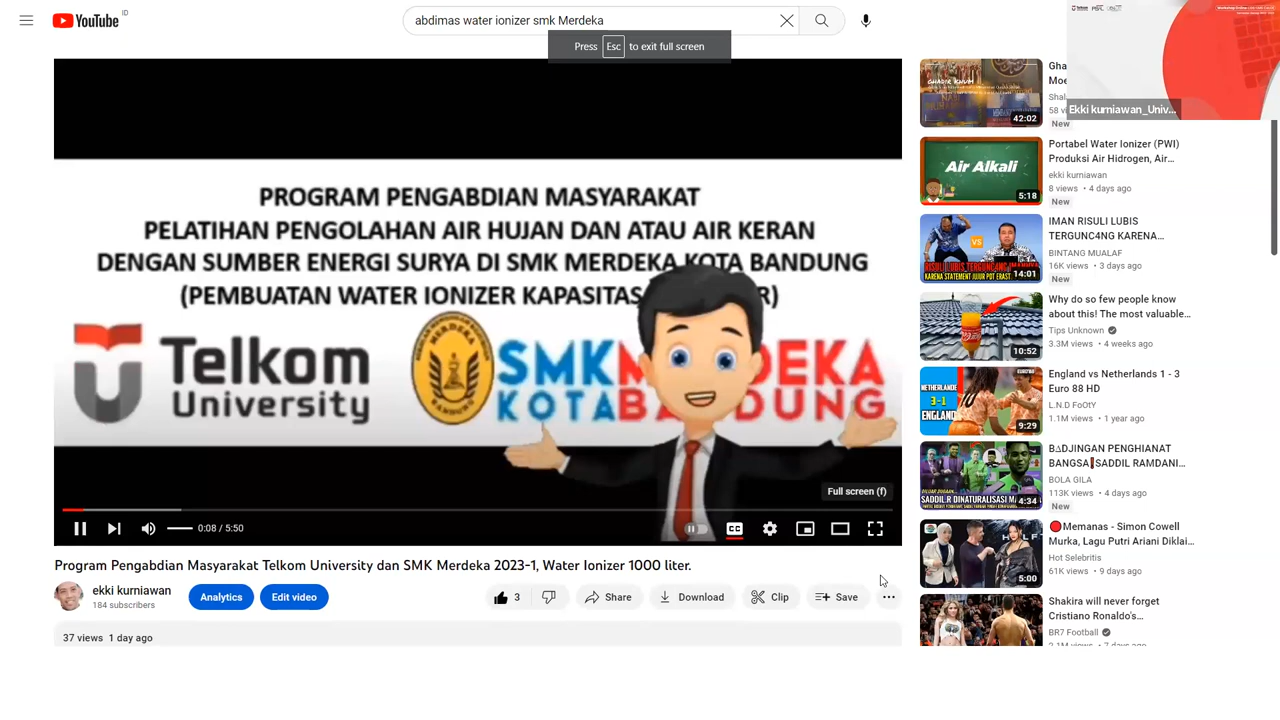 YouTube ID
abdimas water ionizer smk Merdeka
Press Esc to exit full screen
PROGRAM PENGABDIAN MASYARAKAT
PELATIHAN PENGOLAHAN AIR HUJAN DAN ATAU AIR KERAN
DENGAN SUMBER ENERGI SURYA DI SMK MERDEKA KOTA BANDUNG
(PEMBUATAN WATER IONIZER KAPASITAS
Telkom
University
SMK
KOTA BANDUNG
Full screen (f)
0:08 / 5:50
CC
Program Pengabdian Masyarakat Telkom University dan SMK Merdeka 2023-1, Water Ionizer 1000 liter.
ekki kurniawan
184 subscribers
Analytics
Edit video
3
Share
Download
Clip
Save
37 views 1 day ago
Ekki kurniawan_Univ...
GHADIR KHUM
42:02
New
Air Alkali
5:18
Portabel Water Ionizer (PWI)
Produksi Air Hidrogen, Air...
ekki kurniawan
8 views • 4 days ago
New
VS
14:01
IMAN RISULI LUBIS
TERGUNC4NG KARENA...
BINTANG MUALAF
16K views • 3 days ago
New
10:52
Why do so few people know
about this! The most valuable...
Tips Unknown
3.3M views • 4 weeks ago
NETHERLANDS
3-1
ENGLAND
9:29
England vs Netherlands 1 - 3
Euro 88 HD
L.N.D FoOtY
1.1M views • 1 year ago
4:34
B∆DJINGAN PENGHIANAT
BANGSA❗SADDIL RAMDANI...
BOLA GILA
113K views • 4 days ago
New
5:00
🔴Memanas - Simon Cowell
Murka, Lagu Putri Ariani Diklai...
Hot Selebritis
61K views • 9 days ago
Shakira will never forget
Cristiano Ronaldo's...
BR7 Football